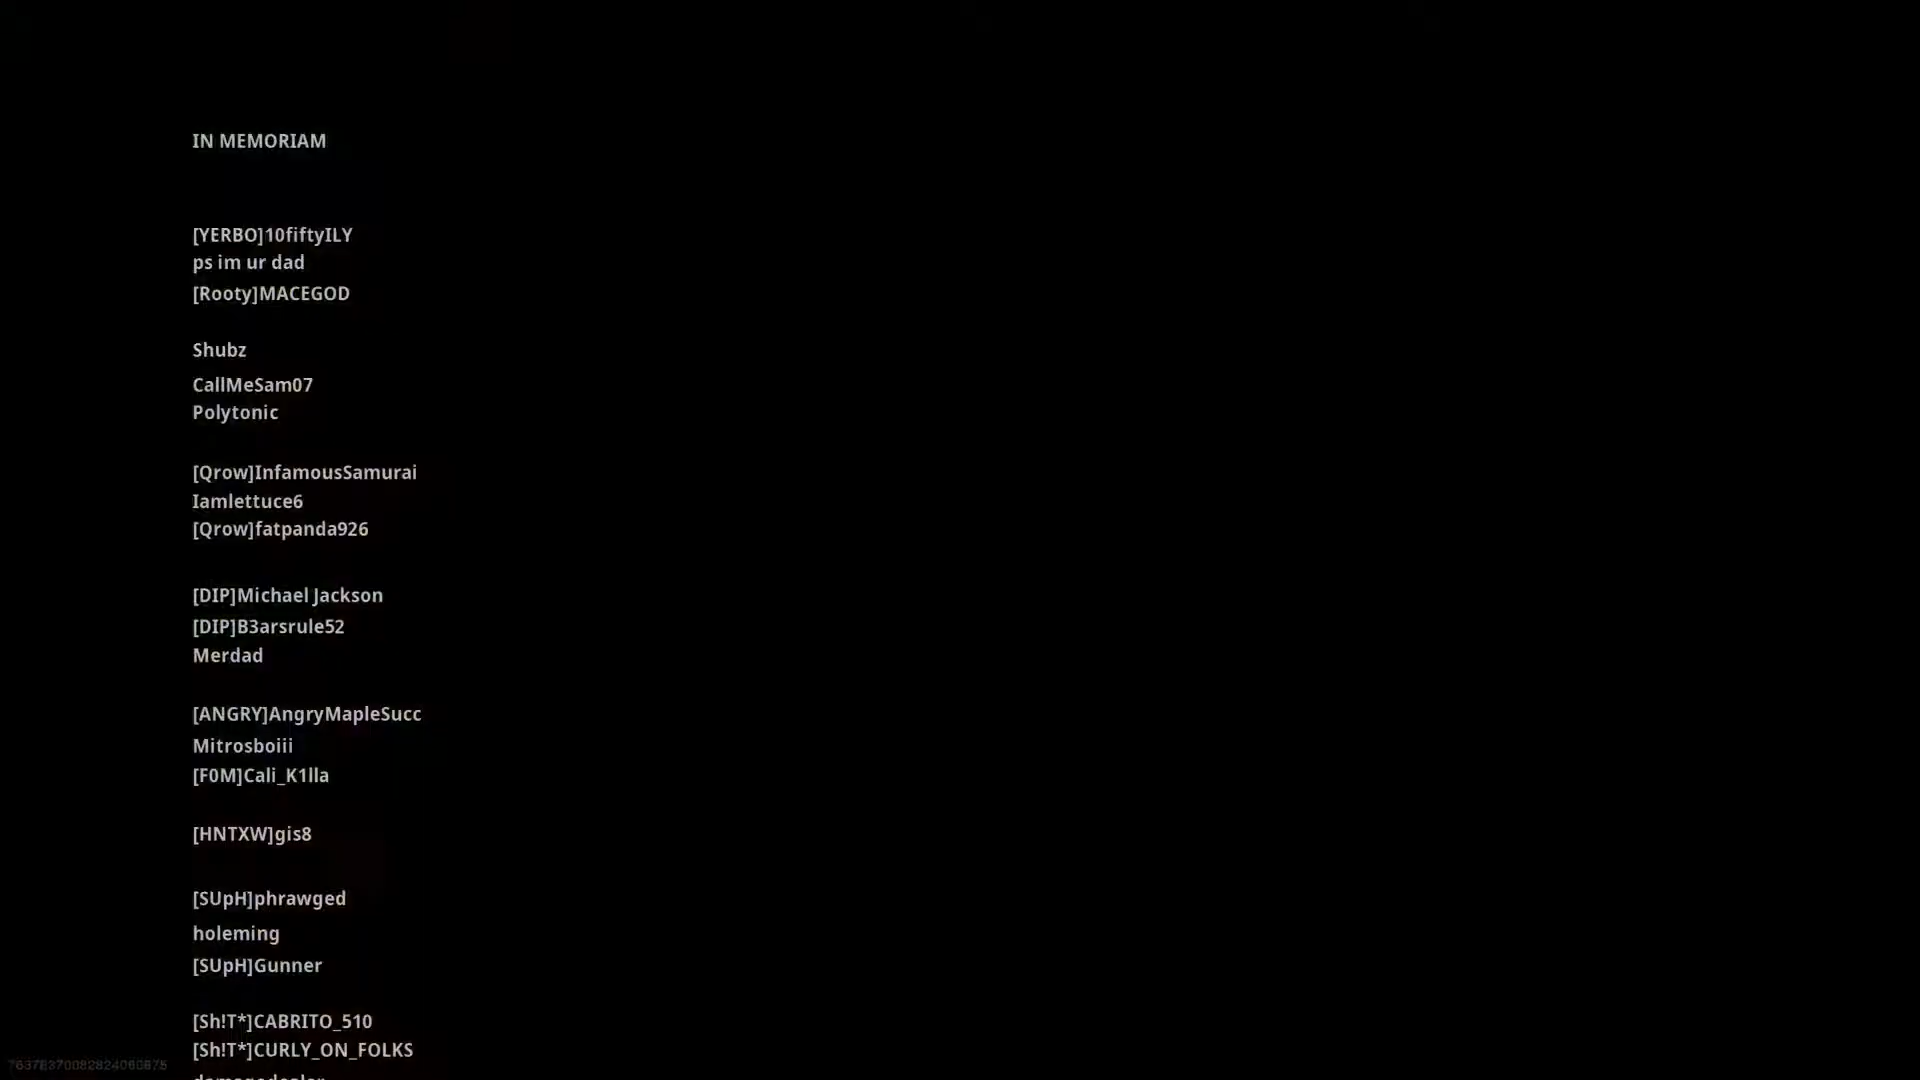 IN MEMORIAM
[YERBO]10fiftyILY
ps im ur dad
[Rooty]MACEGOD
Shubz
CallMeSam07
Polytonic
[Qrow]InfamousSamurai
Iamlettuce6
[Qrow]fatpanda926
[DIP]Michael Jackson
[DIP]B3arsrule52
Merdad
[ANGRY]AngryMapleSucc
Mitrosboiii
[F0M]Cali_K1lla
[HNTXW]gis8
[SUpH]phrawged
holeming
[SUpH]Gunner
[Sh!T*]CABRITO_510
[Sh!T*]CURLY_ON_FOLKS